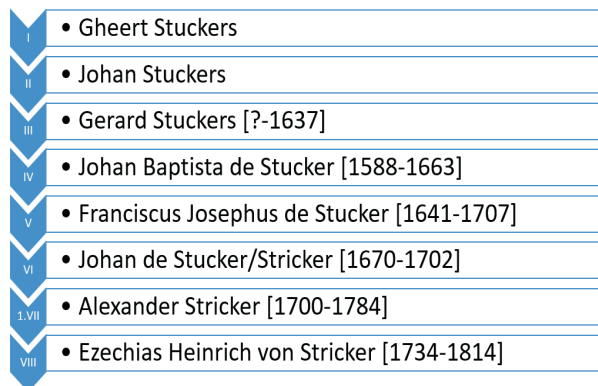 I • Gheert Stuckers
II • Johan Stuckers
III • Gerard Stuckers [?-1637]
IV • Johan Baptista de Stucker [1588-1663]
V • Franciscus Josephus de Stucker [1641-1707]
VI • Johan de Stucker/Stricker [1670-1702]
1.VII • Alexander Stricker [1700-1784]
VIII • Ezechias Heinrich von Stricker [1734-1814]